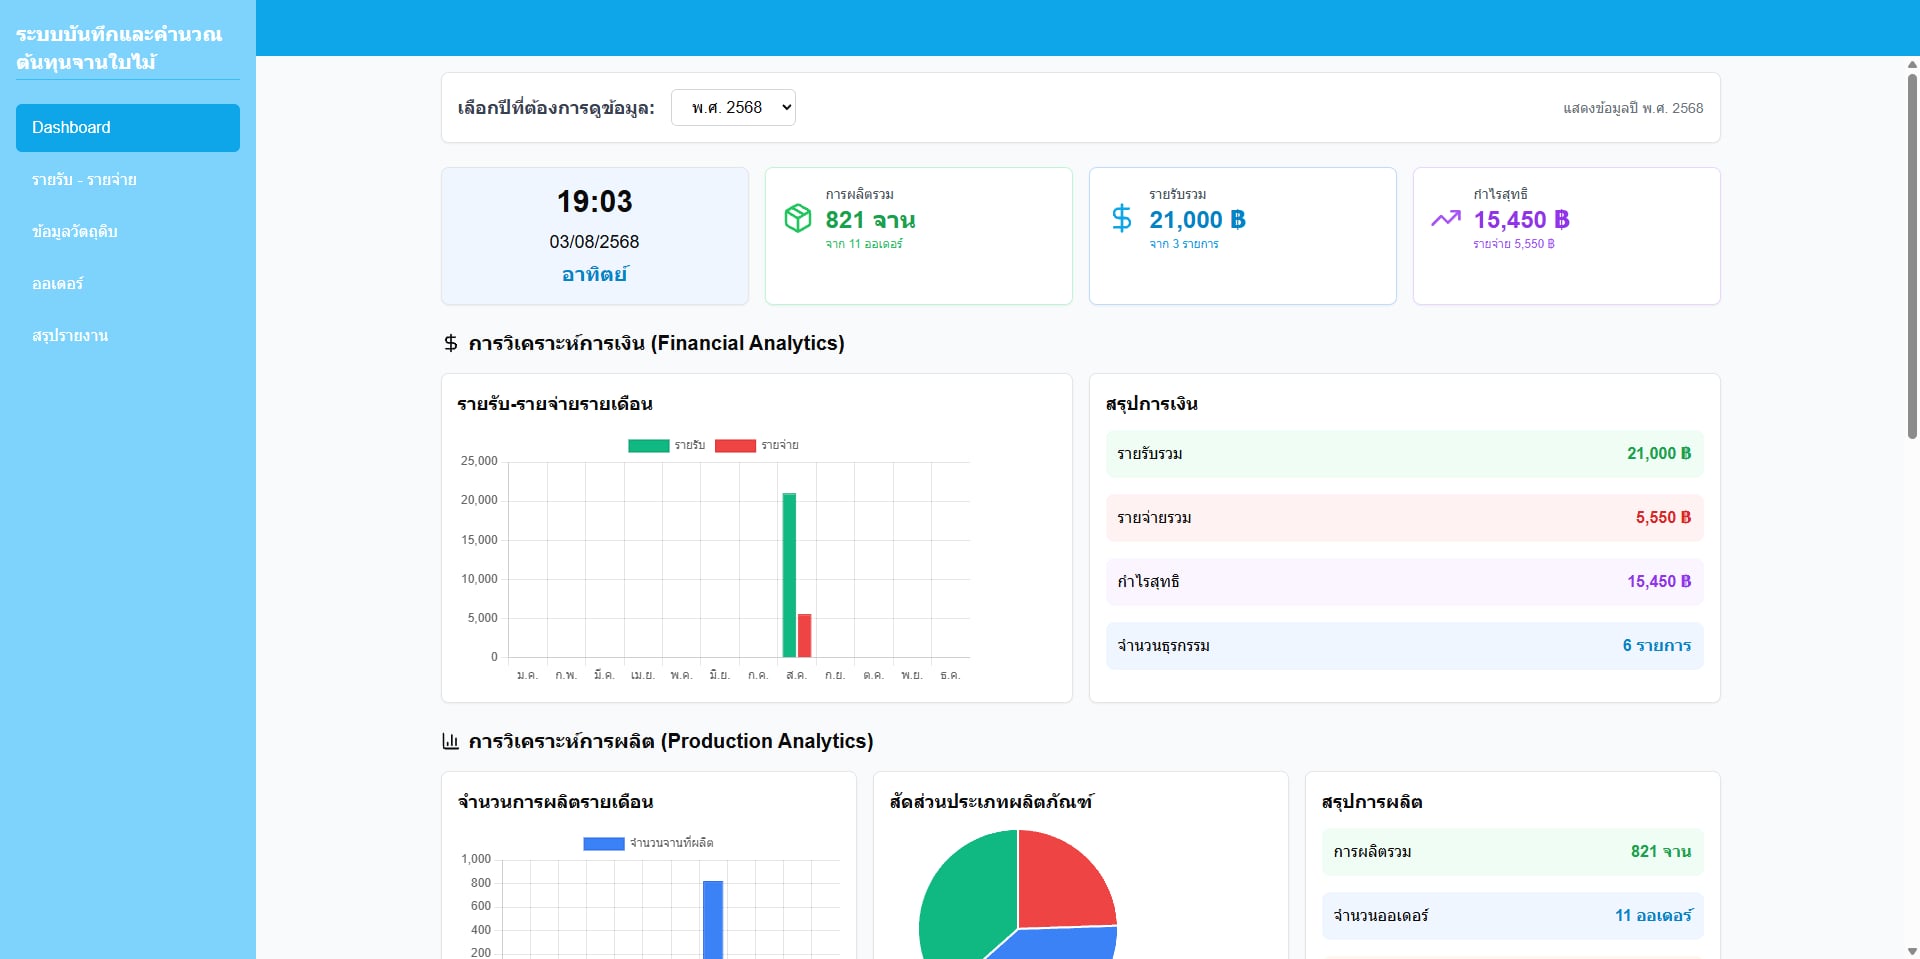 ระบบบันทึกและคำนวณ
ต้นทุนจานใบไม้
Dashboard
รายรับ - รายจ่าย
ข้อมูลวัตถุดิบ
ออเดอร์
สรุปรายงาน
เลือกปีที่ต้องการดูข้อมูล:
พ.ศ. 2568
แสดงข้อมูลปี พ.ศ. 2568
19:03
03/08/2568
อาทิตย์
การผลิตรวม
821 จาน
จาก 11 ออเดอร์
รายรับรวม
21,000 ฿
จาก 3 รายการ
กำไรสุทธิ
15,450 ฿
รายจ่าย 5,550 ฿
การวิเคราะห์การเงิน (Financial Analytics)
รายรับ-รายจ่ายรายเดือน
รายรับ รายจ่าย
25,000
20,000
15,000
10,000
5,000
0
ม.ค. ก.พ. มี.ค. เม.ย. พ.ค. มิ.ย. ก.ค. ส.ค. ก.ย. ต.ค. พ.ย. ธ.ค.
สรุปการเงิน
รายรับรวม 21,000 ฿
รายจ่ายรวม 5,550 ฿
กำไรสุทธิ 15,450 ฿
จำนวนธุรกรรม 6 รายการ
การวิเคราะห์การผลิต (Production Analytics)
จำนวนการผลิตรายเดือน
จำนวนจานที่ผลิต
1,000
800
600
400
200
สัดส่วนประเภทผลิตภัณฑ์
สรุปการผลิต
การผลิตรวม 821 จาน
จำนวนออเดอร์ 11 ออเดอร์